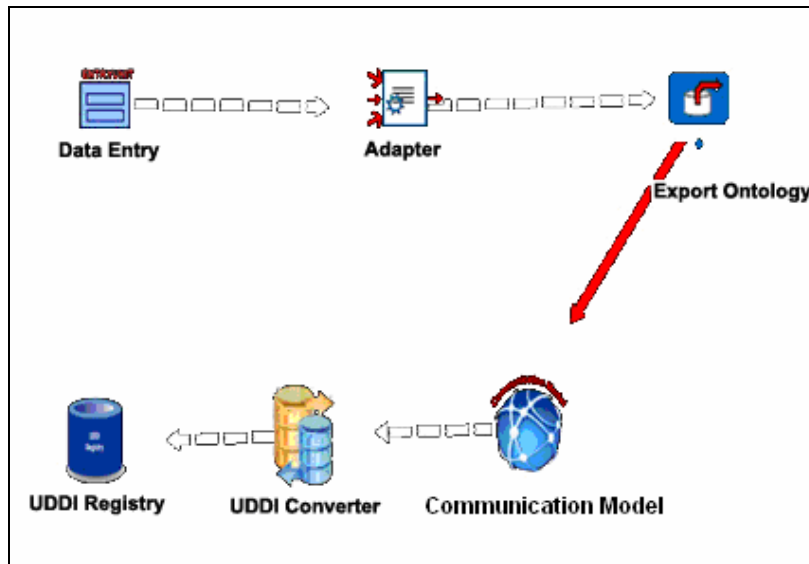 Data Entry
Adapter
Export Ontology
UDDI Registry
UDDI Converter
Communication Model